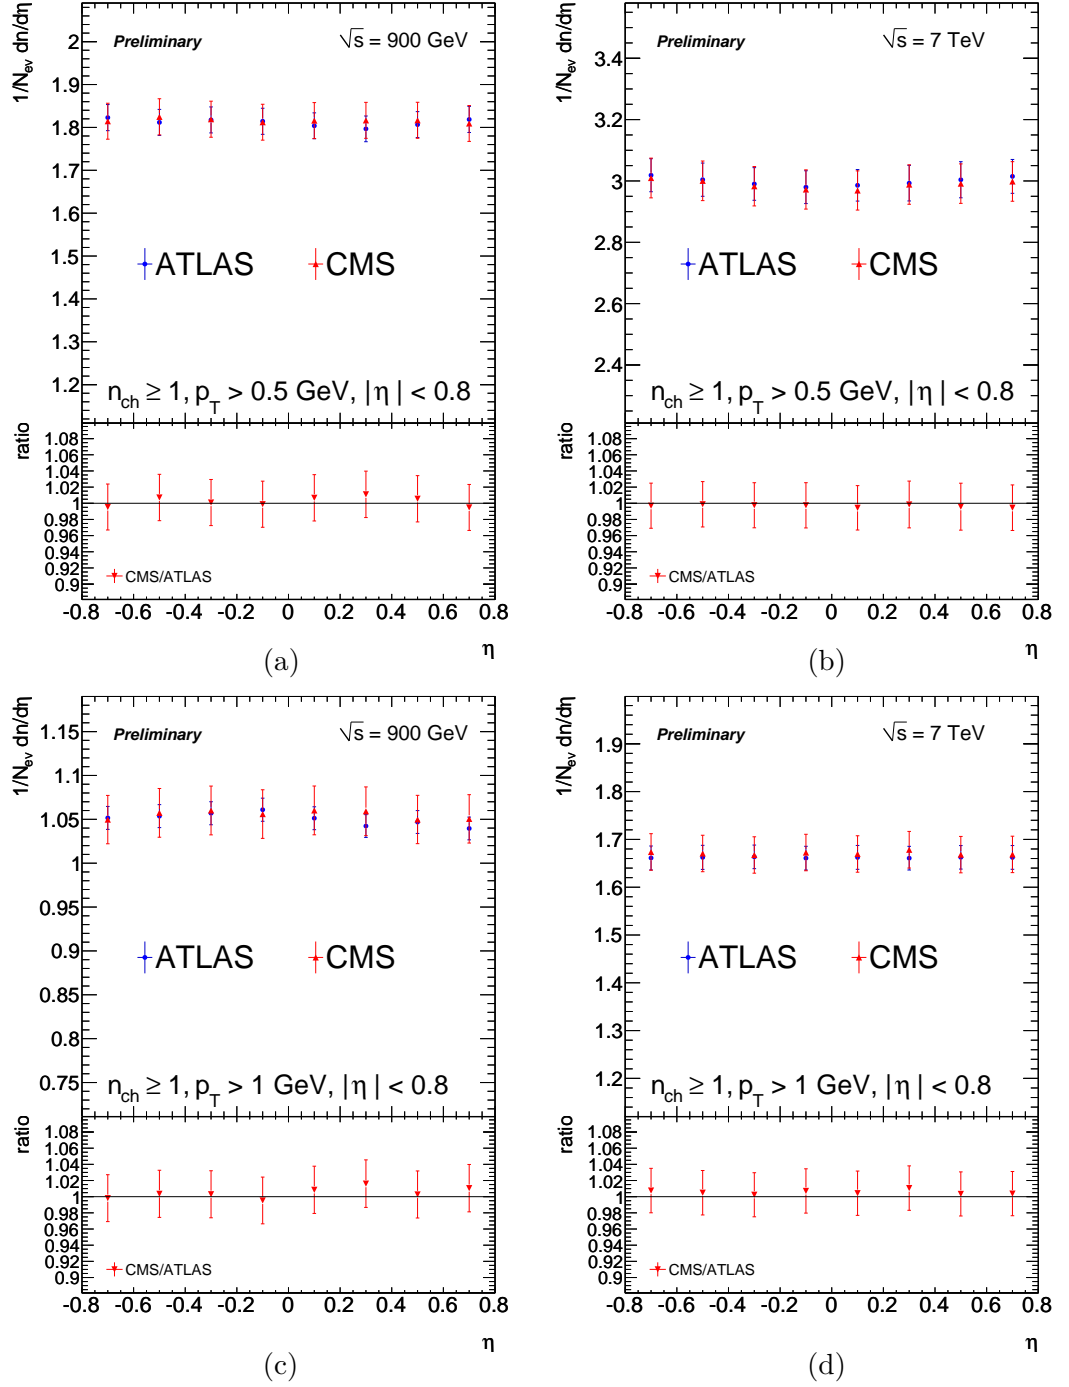 1/N_ev dn/dη
2
1.9
1.8
1.7
1.6
1.5
1.4
1.3
1.2
Preliminary √s = 900 GeV
ATLAS CMS
n_ch ≥ 1, p_T > 0.5 GeV, |η| < 0.8
ratio
1.08
1.06
1.04
1.02
1
0.98
0.96
0.94
0.92
0.9
CMS/ATLAS
-0.8 -0.6 -0.4 -0.2 0 0.2 0.4 0.6 0.8
η
(a)
1/N_ev dn/dη
3.4
3.2
3
2.8
2.6
2.4
Preliminary √s = 7 TeV
ATLAS CMS
n_ch ≥ 1, p_T > 0.5 GeV, |η| < 0.8
ratio
1.08
1.06
1.04
1.02
1
0.98
0.96
0.94
0.92
0.9
CMS/ATLAS
-0.8 -0.6 -0.4 -0.2 0 0.2 0.4 0.6 0.8
η
(b)
1/N_ev dn/dη
1.15
1.1
1.05
1
0.95
0.9
0.85
0.8
0.75
Preliminary √s = 900 GeV
ATLAS CMS
n_ch ≥ 1, p_T > 1 GeV, |η| < 0.8
ratio
1.08
1.06
1.04
1.02
1
0.98
0.96
0.94
0.92
0.9
CMS/ATLAS
-0.8 -0.6 -0.4 -0.2 0 0.2 0.4 0.6 0.8
η
(c)
1/N_ev dn/dη
1.9
1.8
1.7
1.6
1.5
1.4
1.3
1.2
Preliminary √s = 7 TeV
ATLAS CMS
n_ch ≥ 1, p_T > 1 GeV, |η| < 0.8
ratio
1.08
1.06
1.04
1.02
1
0.98
0.96
0.94
0.92
0.9
CMS/ATLAS
-0.8 -0.6 -0.4 -0.2 0 0.2 0.4 0.6 0.8
η
(d)